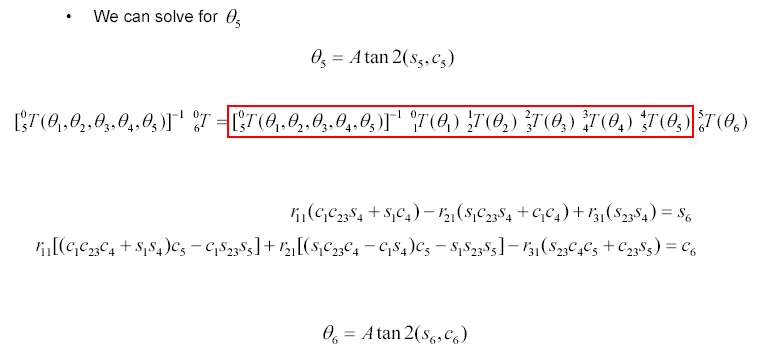 • We can solve for θ₅
θ₅ = A tan 2(s₅, c₅)
[⁰₅T(θ₁,θ₂,θ₃,θ₄,θ₅)]⁻¹ ⁰₆T = [⁰₅T(θ₁,θ₂,θ₃,θ₄,θ₅)]⁻¹ ⁰₁T(θ₁) ¹₂T(θ₂) ²₃T(θ₃) ³₄T(θ₄) ⁴₅T(θ₅) ⁵₆T(θ₆)
r₁₁(c₁c₂₃s₄ + s₁c₄) − r₂₁(s₁c₂₃s₄ + c₁c₄) + r₃₁(s₂₃s₄) = s₆
r₁₁[(c₁c₂₃c₄ + s₁s₄)c₅ − c₁s₂₃s₅] + r₂₁[(s₁c₂₃c₄ − c₁s₄)c₅ − s₁s₂₃s₅] − r₃₁(s₂₃c₄c₅ + c₂₃s₅) = c₆
θ₆ = A tan 2(s₆, c₆)